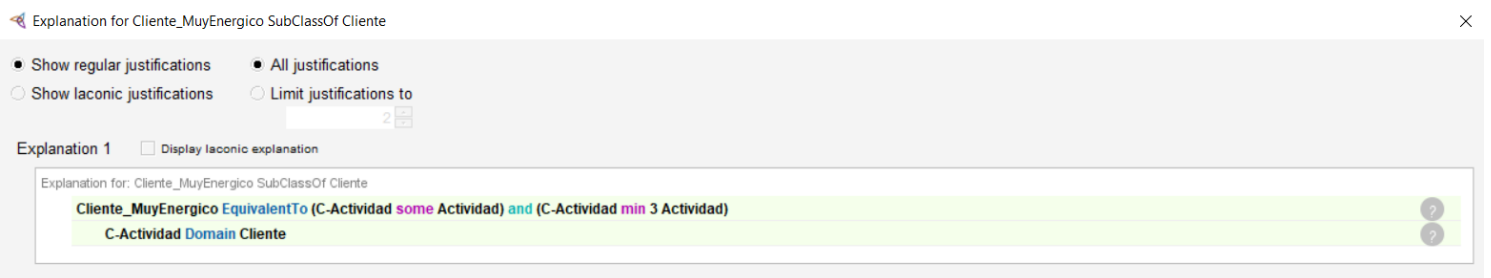 Explanation for Cliente_MuyEnergico SubClassOf Cliente
Show regular justifications All justifications
Show laconic justifications Limit justifications to
2
Explanation 1 Display laconic explanation
Explanation for: Cliente_MuyEnergico SubClassOf Cliente
Cliente_MuyEnergico EquivalentTo (C-Actividad some Actividad) and (C-Actividad min 3 Actividad) ?
C-Actividad Domain Cliente ?